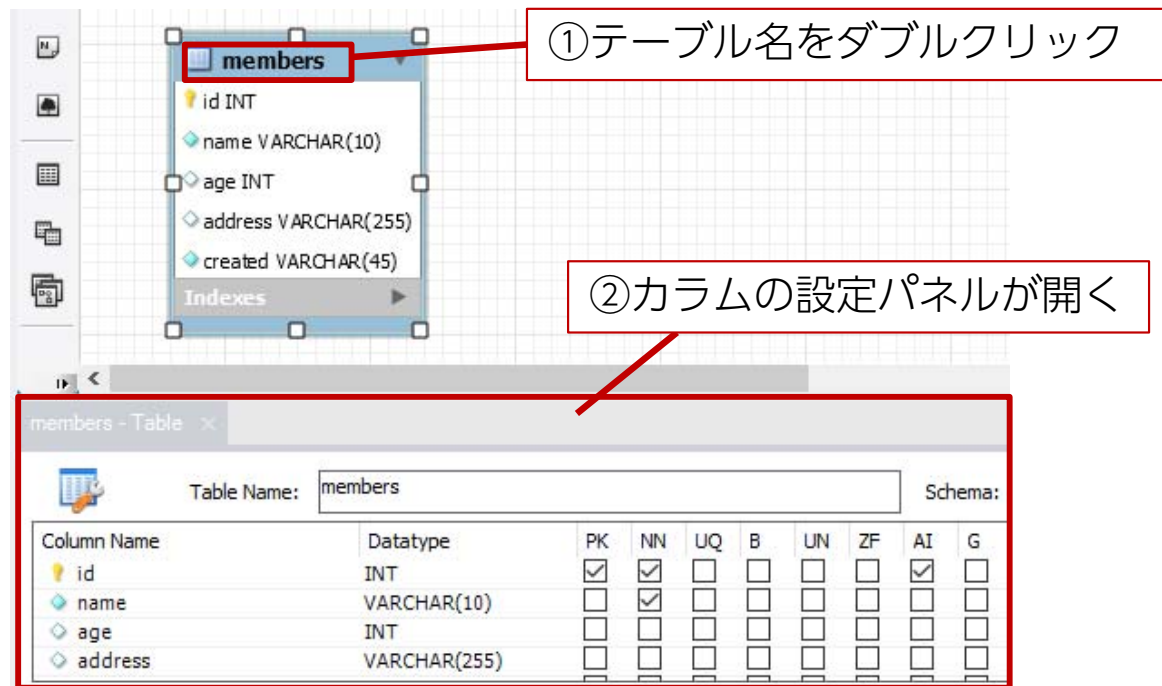 ①テーブル名をダブルクリック
members
id INT
name VARCHAR(10)
age INT
address VARCHAR(255)
created VARCHAR(45)
Indexes
②カラムの設定パネルが開く
members - Table
Table Name: members Schema:
Column Name Datatype PK NN UQ B UN ZF AI G
id INT
name VARCHAR(10)
age INT
address VARCHAR(255)